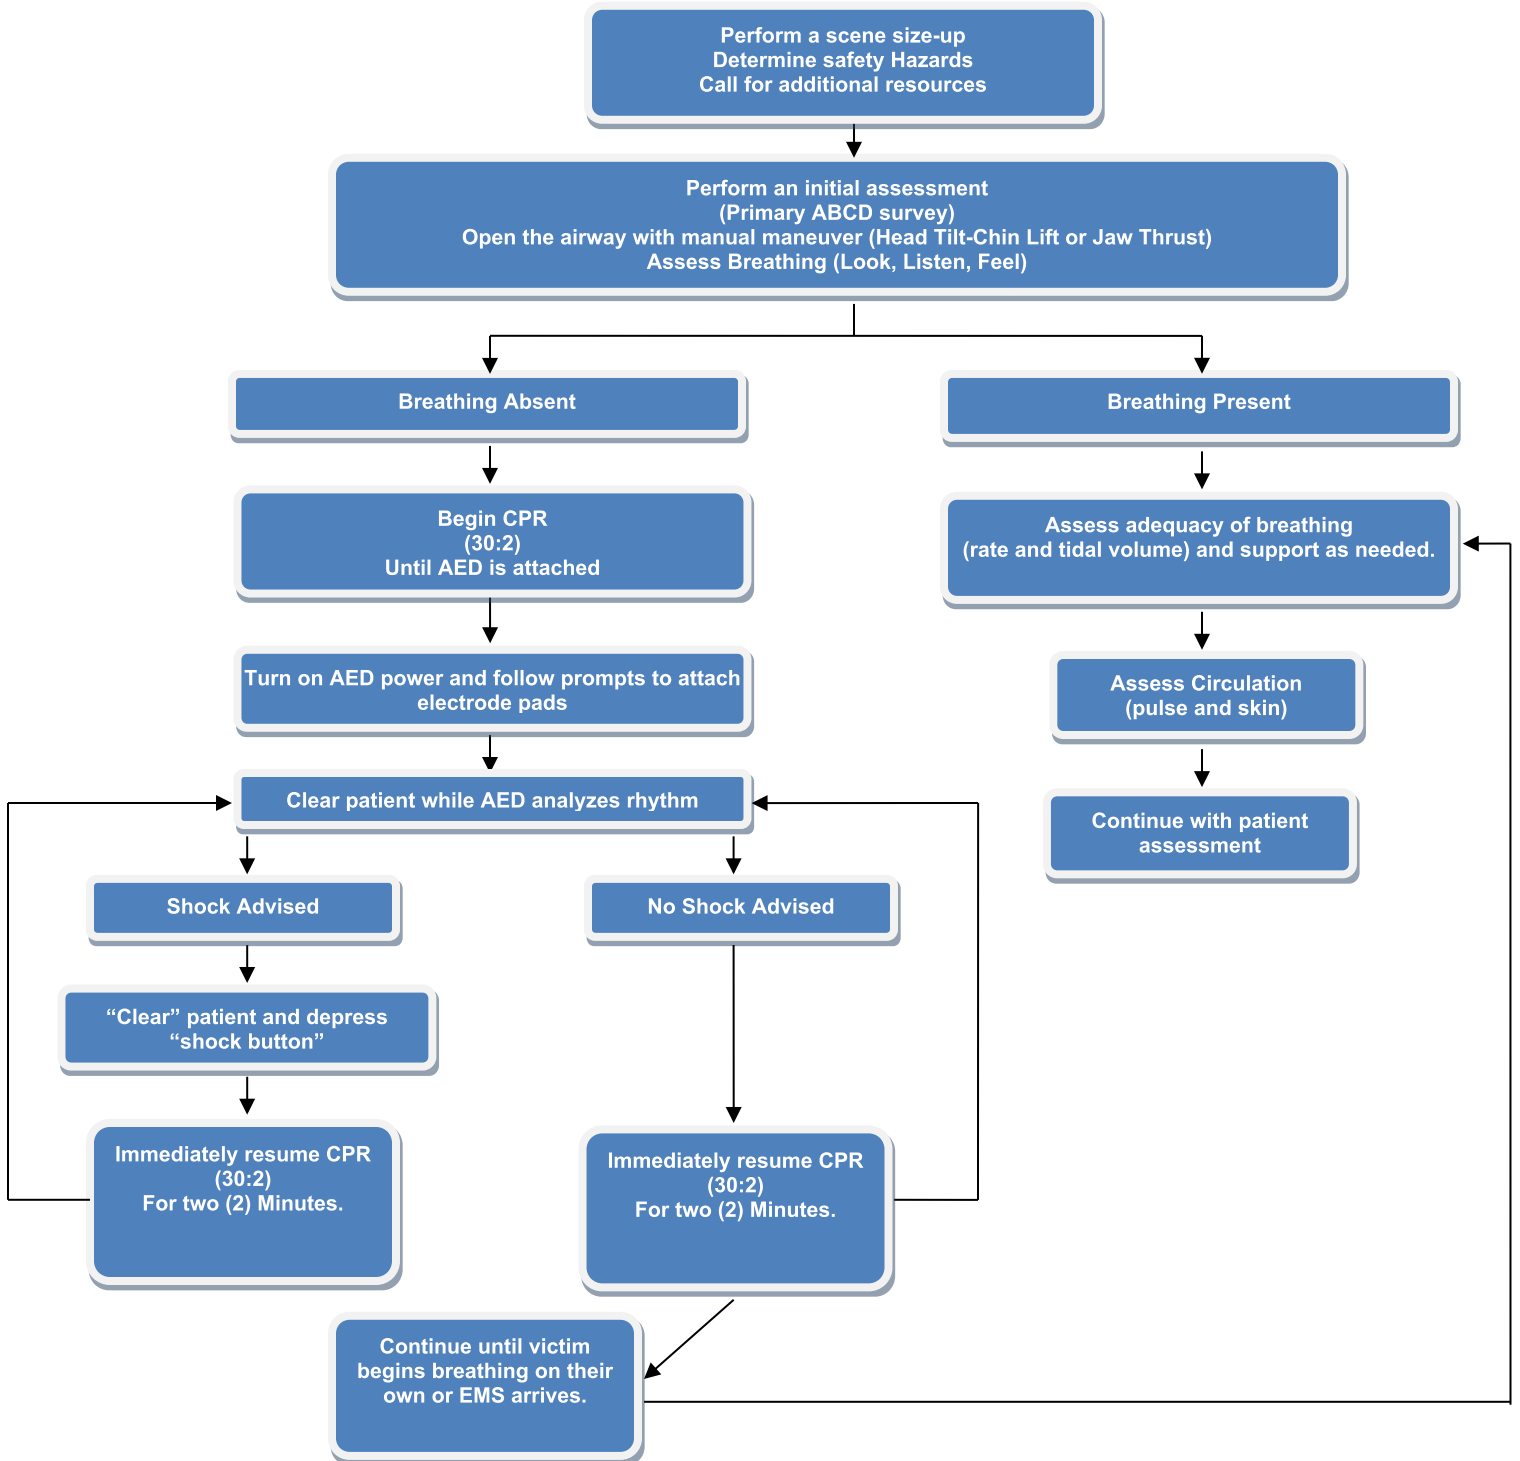 Perform a scene size-up
Determine safety Hazards
Call for additional resources
Perform an initial assessment
(Primary ABCD survey)
Open the airway with manual maneuver (Head Tilt-Chin Lift or Jaw Thrust)
Assess Breathing (Look, Listen, Feel)
Breathing Absent
Breathing Present
Begin CPR
(30:2)
Until AED is attached
Assess adequacy of breathing
(rate and tidal volume) and support as needed.
Turn on AED power and follow prompts to attach
electrode pads
Assess Circulation
(pulse and skin)
Clear patient while AED analyzes rhythm
Continue with patient
assessment
Shock Advised
No Shock Advised
“Clear” patient and depress
“shock button”
Immediately resume CPR
(30:2)
For two (2) Minutes.
Immediately resume CPR
(30:2)
For two (2) Minutes.
Continue until victim
begins breathing on their
own or EMS arrives.